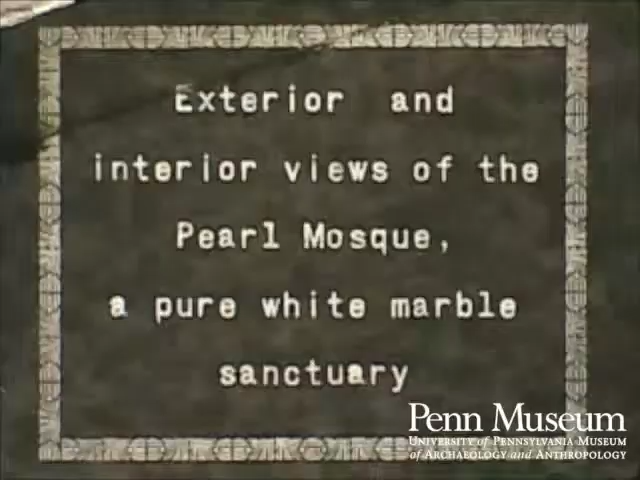 Exterior and
interior views of the
Pearl Mosque,
a pure white marble
sanctuary
Penn Museum
University of Pennsylvania Museum
of Archaeology and Anthropology